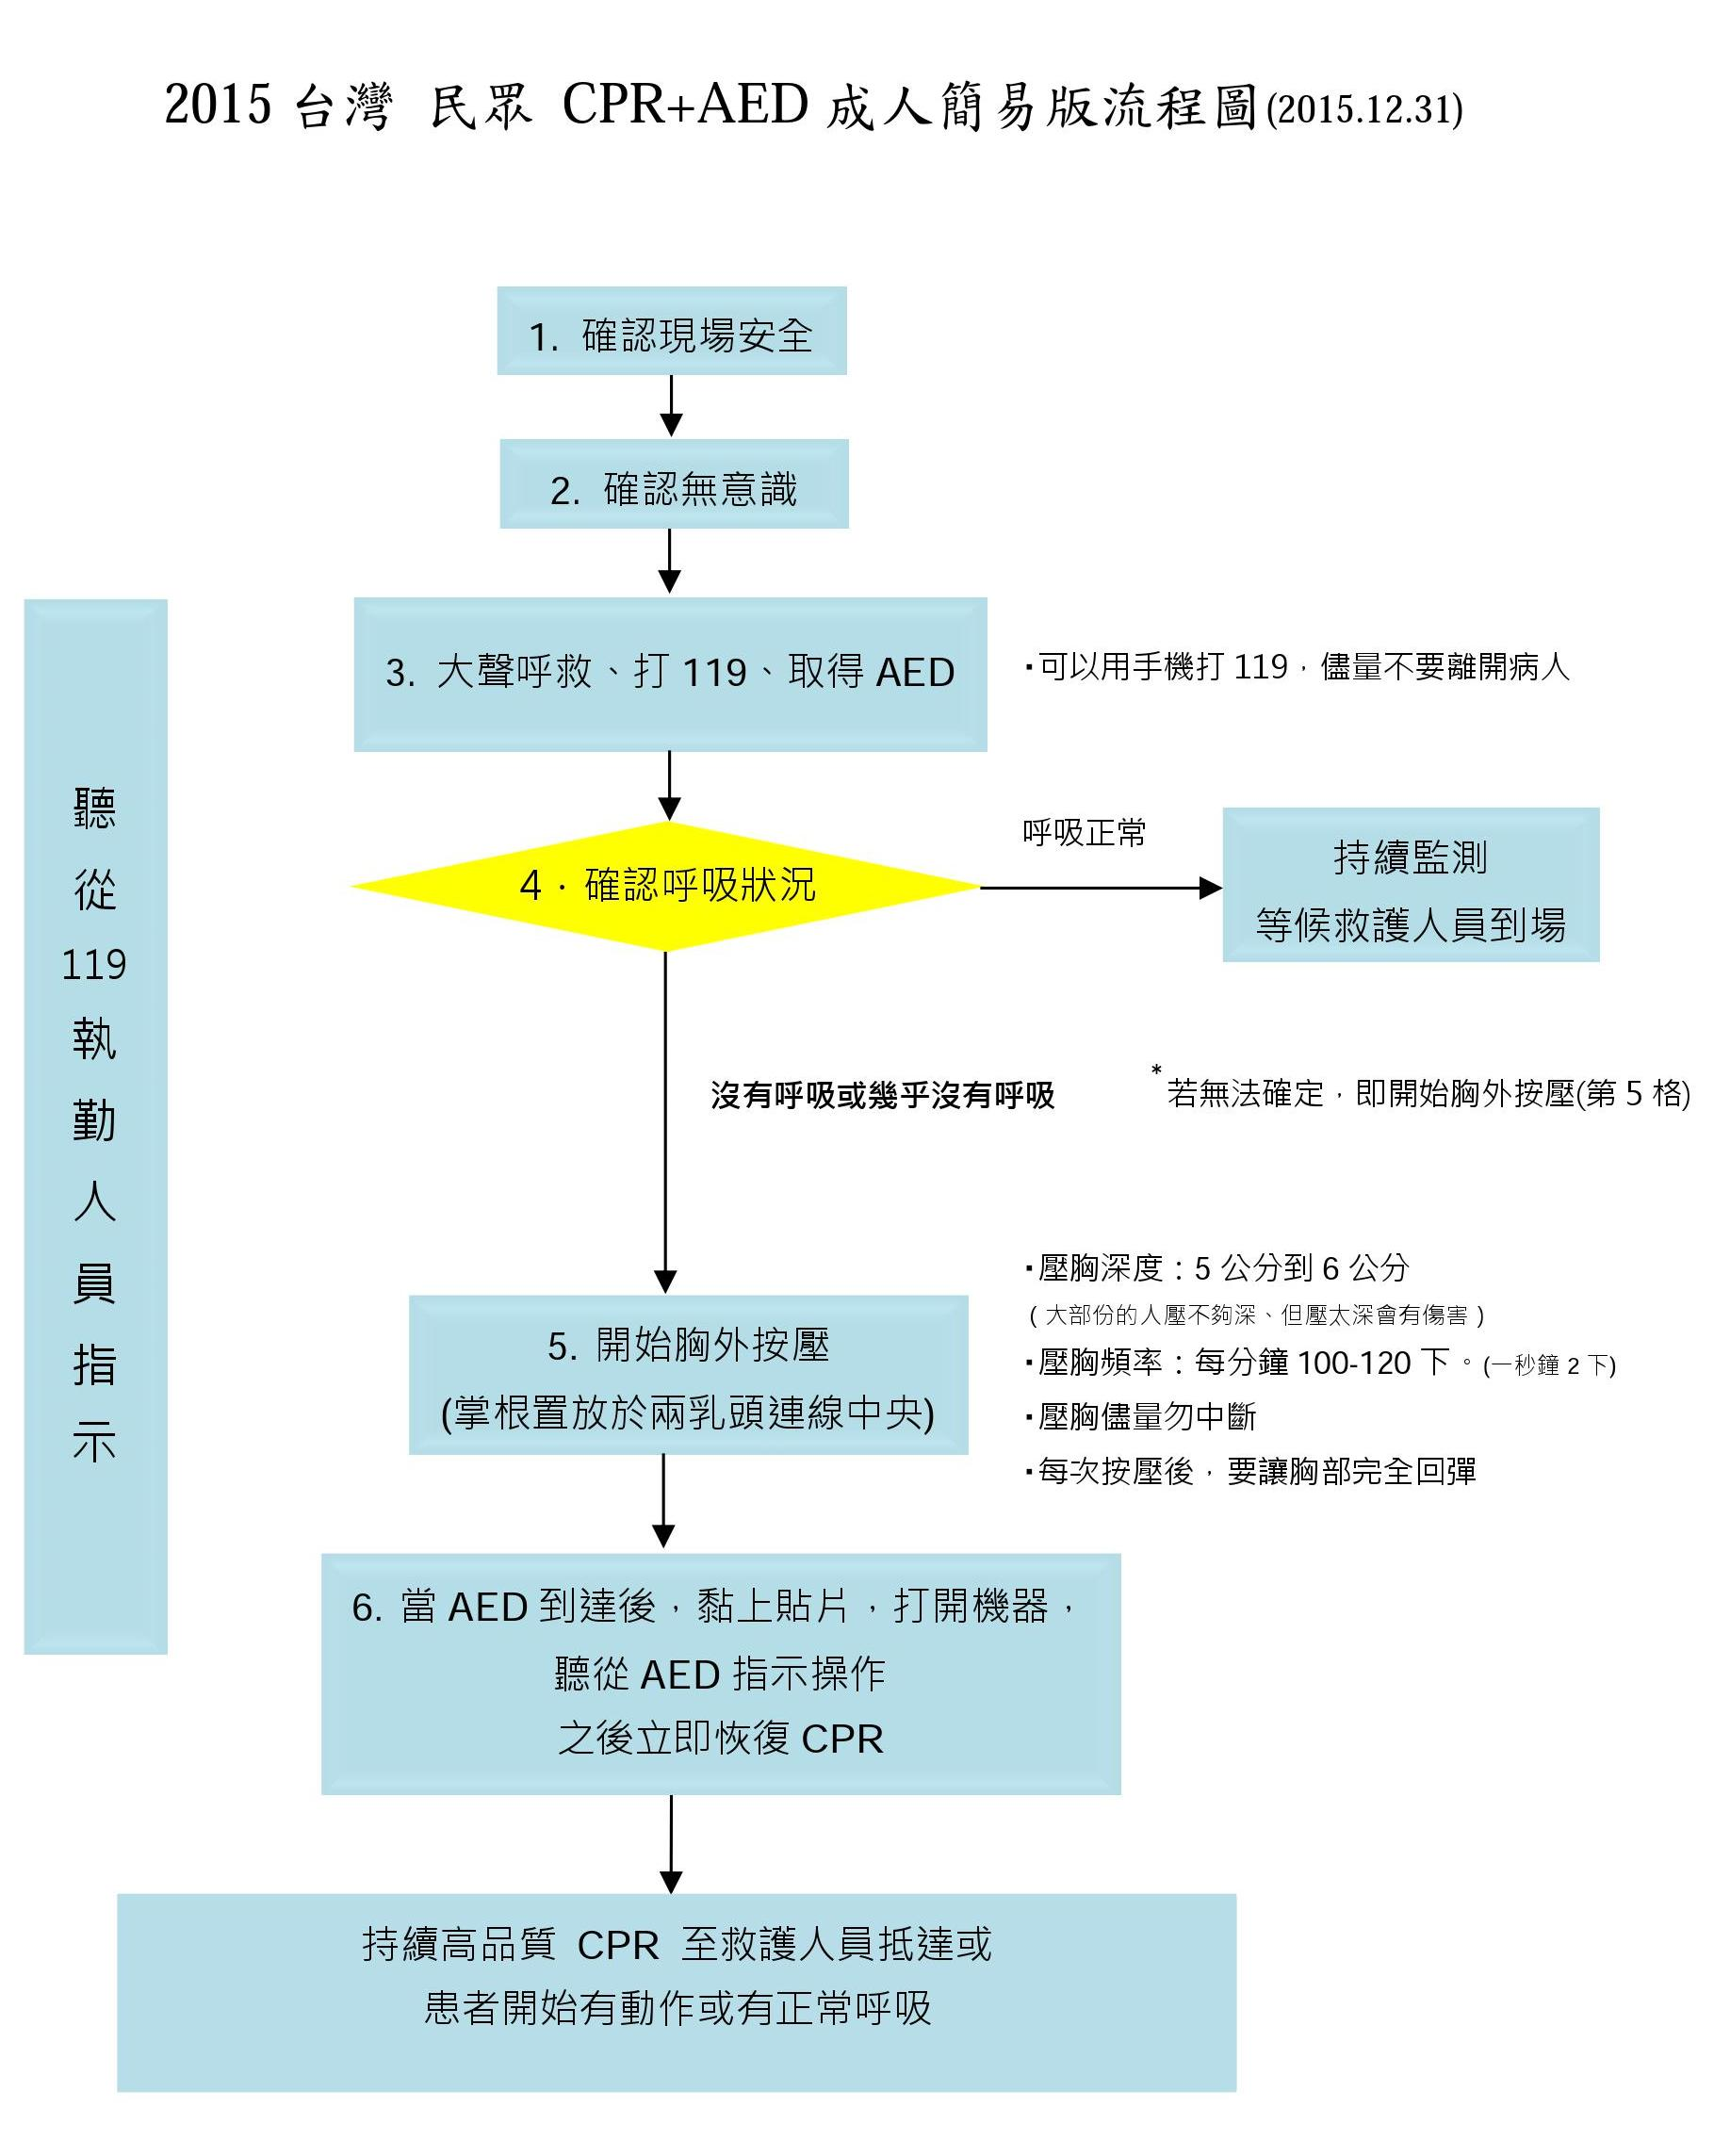 2015 台灣 民眾 CPR+AED 成人簡易版流程圖(2015.12.31)
1. 確認現場安全
2. 確認無意識
3. 大聲呼救、打 119、取得 AED
·可以用手機打 119，儘量不要離開病人
4．確認呼吸狀況
呼吸正常
持續監測
等候救護人員到場
沒有呼吸或幾乎沒有呼吸
*若無法確定，即開始胸外按壓(第 5 格)
5. 開始胸外按壓
(掌根置放於兩乳頭連線中央)
·壓胸深度：5 公分到 6 公分
( 大部份的人壓不夠深、但壓太深會有傷害 )
·壓胸頻率：每分鐘 100-120 下。(一秒鐘 2 下)
·壓胸儘量勿中斷
·每次按壓後，要讓胸部完全回彈
6. 當 AED 到達後，黏上貼片，打開機器，
聽從 AED 指示操作
之後立即恢復 CPR
持續高品質 CPR 至救護人員抵達或
患者開始有動作或有正常呼吸
聽
從
119
執
勤
人
員
指
示